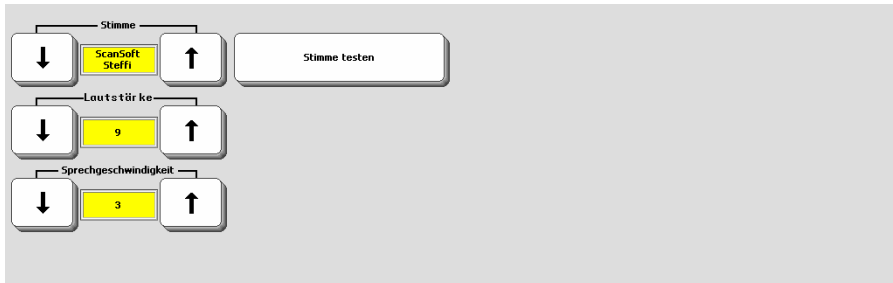 Stimme
ScanSoft
Steffi
Stimme testen
Lautstärke
9
Sprechgeschwindigkeit
3